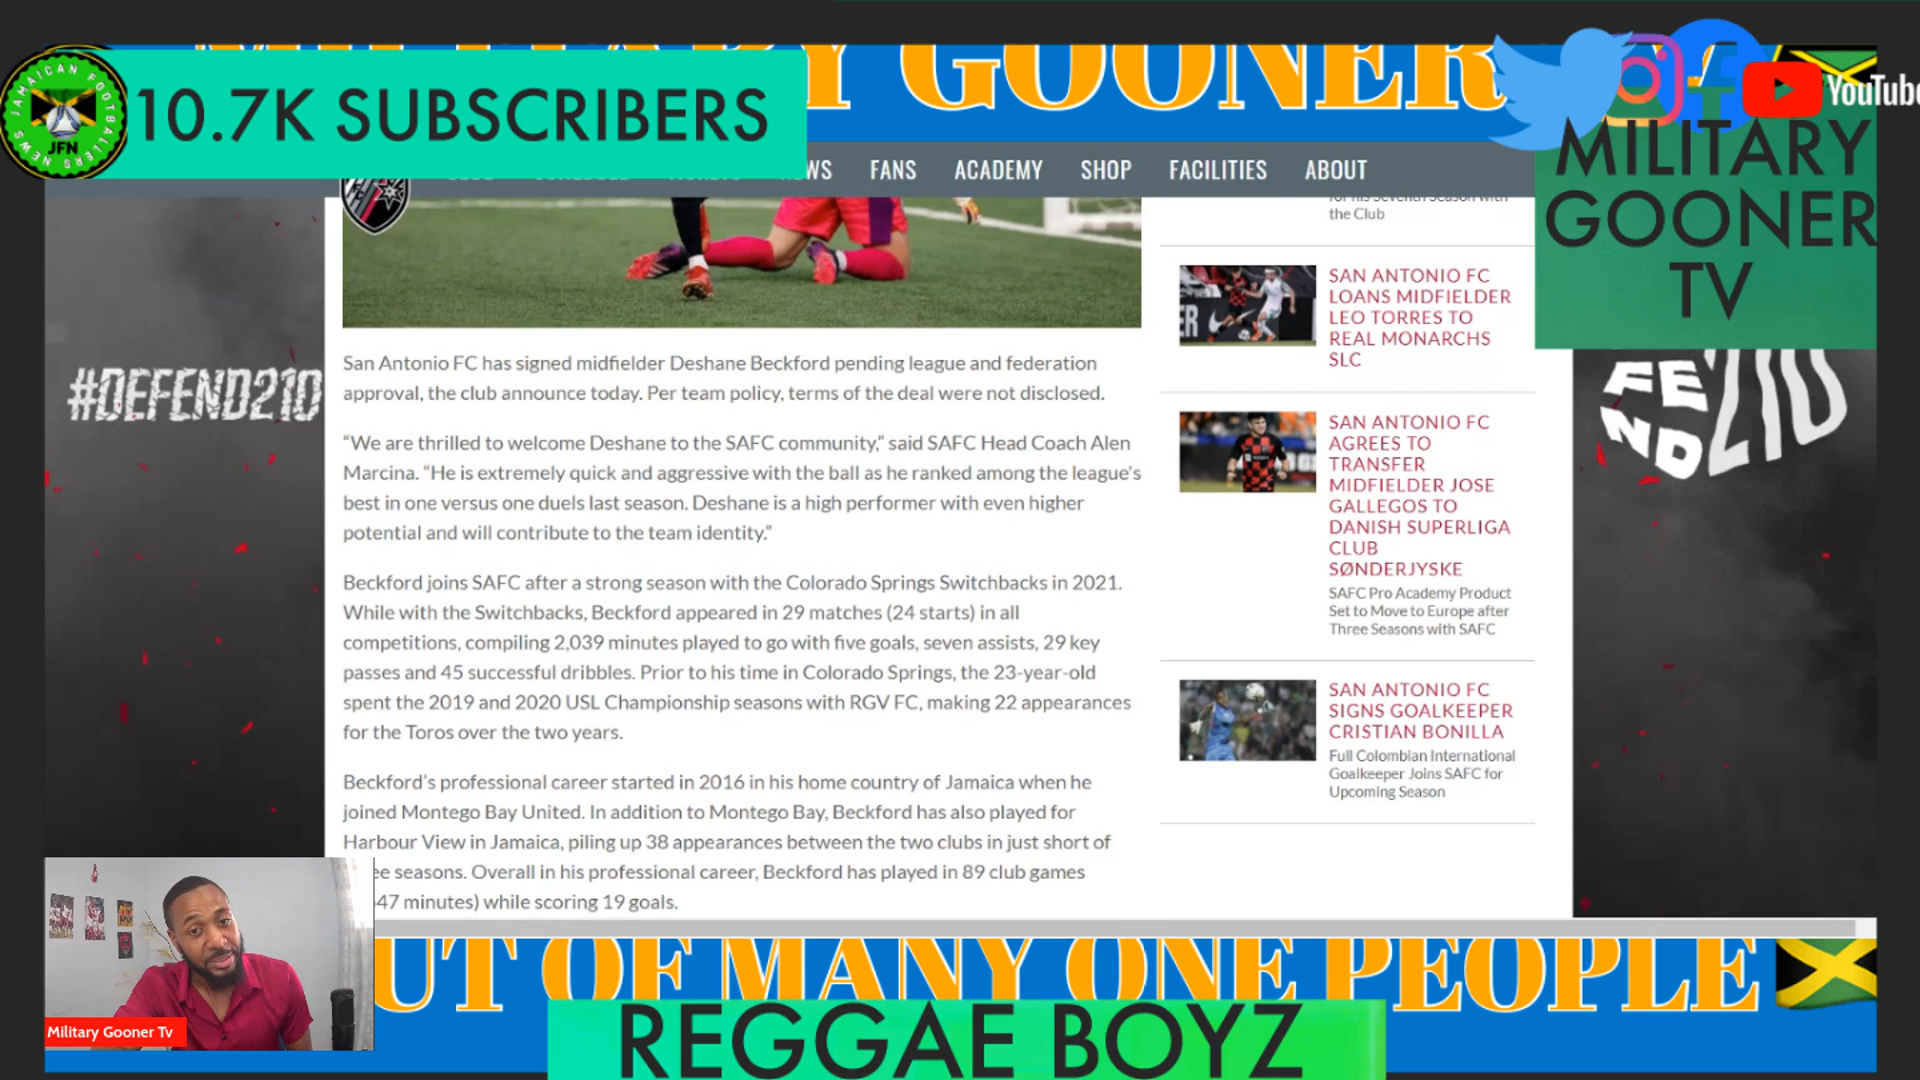 GOONER
10.7K SUBSCRIBERS
JAMAICAN FOOTBALLERS NEWS
JFN
YouTube
MILITARY
GOONER
TV
FANS
ACADEMY
SHOP
FACILITIES
ABOUT
#DEFEND210
the Club
SAN ANTONIO FC
LOANS MIDFIELDER
LEO TORRES TO
REAL MONARCHS
SLC
SAN ANTONIO FC
AGREES TO
TRANSFER
MIDFIELDER JOSE
GALLEGOS TO
DANISH SUPERLIGA
CLUB
SØNDERJYSKE
SAFC Pro Academy Product
Set to Move to Europe after
Three Seasons with SAFC
SAN ANTONIO FC
SIGNS GOALKEEPER
CRISTIAN BONILLA
Full Colombian International
Goalkeeper Joins SAFC for
Upcoming Season
San Antonio FC has signed midfielder Deshane Beckford pending league and federation
approval, the club announce today. Per team policy, terms of the deal were not disclosed.
“We are thrilled to welcome Deshane to the SAFC community,” said SAFC Head Coach Alen
Marcina. “He is extremely quick and aggressive with the ball as he ranked among the league's
best in one versus one duels last season. Deshane is a high performer with even higher
potential and will contribute to the team identity.”
Beckford joins SAFC after a strong season with the Colorado Springs Switchbacks in 2021.
While with the Switchbacks, Beckford appeared in 29 matches (24 starts) in all
competitions, compiling 2,039 minutes played to go with five goals, seven assists, 29 key
passes and 45 successful dribbles. Prior to his time in Colorado Springs, the 23-year-old
spent the 2019 and 2020 USL Championship seasons with RGV FC, making 22 appearances
for the Toros over the two years.
Beckford’s professional career started in 2016 in his home country of Jamaica when he
joined Montego Bay United. In addition to Montego Bay, Beckford has also played for
Harbour View in Jamaica, piling up 38 appearances between the two clubs in just short of
seasons. Overall in his professional career, Beckford has played in 89 club games
47 minutes) while scoring 19 goals.
FE
ND 210
Military Gooner Tv
UT OF MANY ONE PEOPLE
REGGAE BOYZ